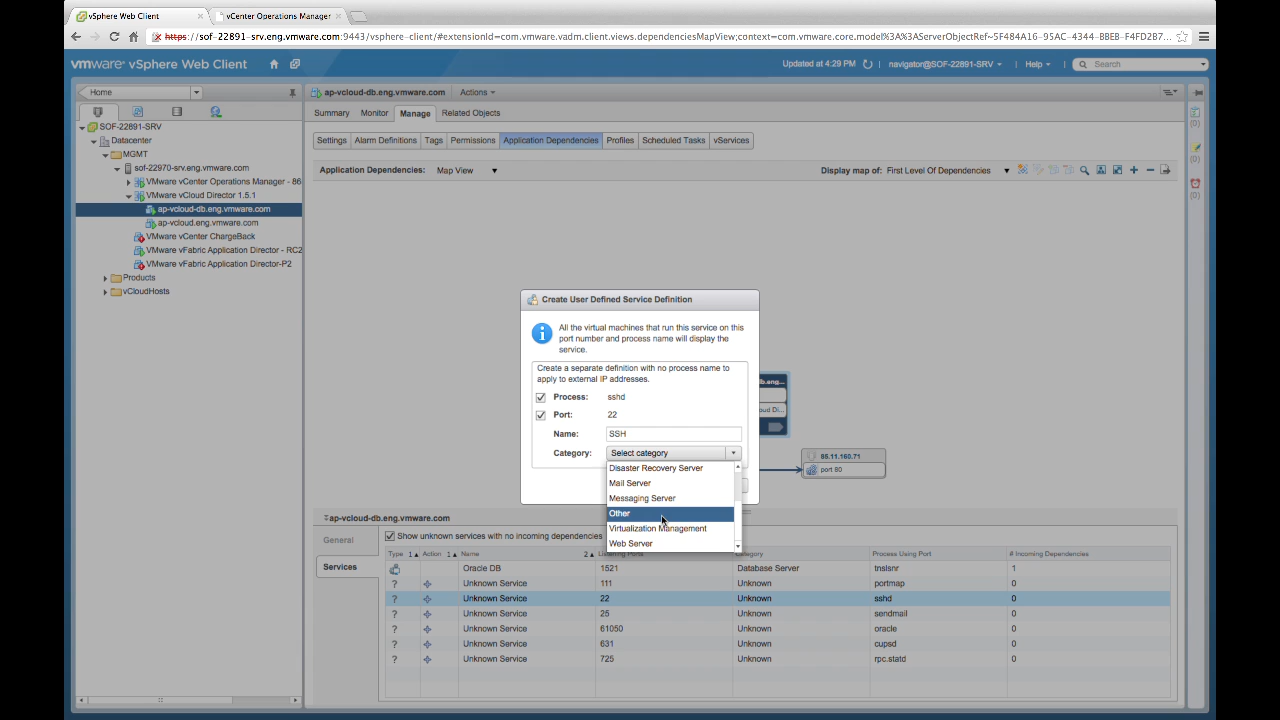 vSphere Web Client
vCenter Operations Manager
https://sof-22891-srv.eng.vmware.com:9443/vsphere-client/#extensionId=com.vmware.vadm.client.views.dependenciesMapView;context=com.vmware.core.model%3A%3AServerObjectRef~5F484A16-95AC-4344-BBEB-F4FD2B7...
vmware vSphere Web Client
Updated at 4:29 PM
navigator@SOF-22891-SRV
Help
Search
Home
ap-vcloud-db.eng.vmware.com
Actions
Summary
Monitor
Manage
Related Objects
SOF-22891-SRV
Datacenter
MGMT
sof-22970-srv.eng.vmware.com
VMware vCenter Operations Manager - 86
VMware vCloud Director 1.5.1
ap-vcloud-db.eng.vmware.com
ap-vcloud.eng.vmware.com
VMware vCenter ChargeBack
VMware vFabric Application Director - RC2
VMware vFabric Application Director-P2
Products
vCloudHosts
Settings
Alarm Definitions
Tags
Permissions
Application Dependencies
Profiles
Scheduled Tasks
vServices
Application Dependencies: Map View
Display map of: First Level Of Dependencies
(0)
(0)
(0)
Create User Defined Service Definition
All the virtual machines that run this service on this
port number and process name will display the
service.
Create a separate definition with no process name to
apply to external IP addresses.
Process: sshd
Port: 22
Name: SSH
Category: Select category
Disaster Recovery Server
Mail Server
Messaging Server
Other
Virtualization Management
Web Server
db.eng...
oud Di...
85.11.160.71
port 80
ap-vcloud-db.eng.vmware.com
General
Services
Show unknown services with no incoming dependencies
Type 1 Action 1 Name 2 Listening Ports Category Process Using Port # Incoming Dependencies
Oracle DB 1521 Database Server tnslsnr 1
? Unknown Service 111 Unknown portmap 0
? Unknown Service 22 Unknown sshd 0
? Unknown Service 25 Unknown sendmail 0
? Unknown Service 61050 Unknown oracle 0
? Unknown Service 631 Unknown cupsd 0
? Unknown Service 725 Unknown rpc.statd 0